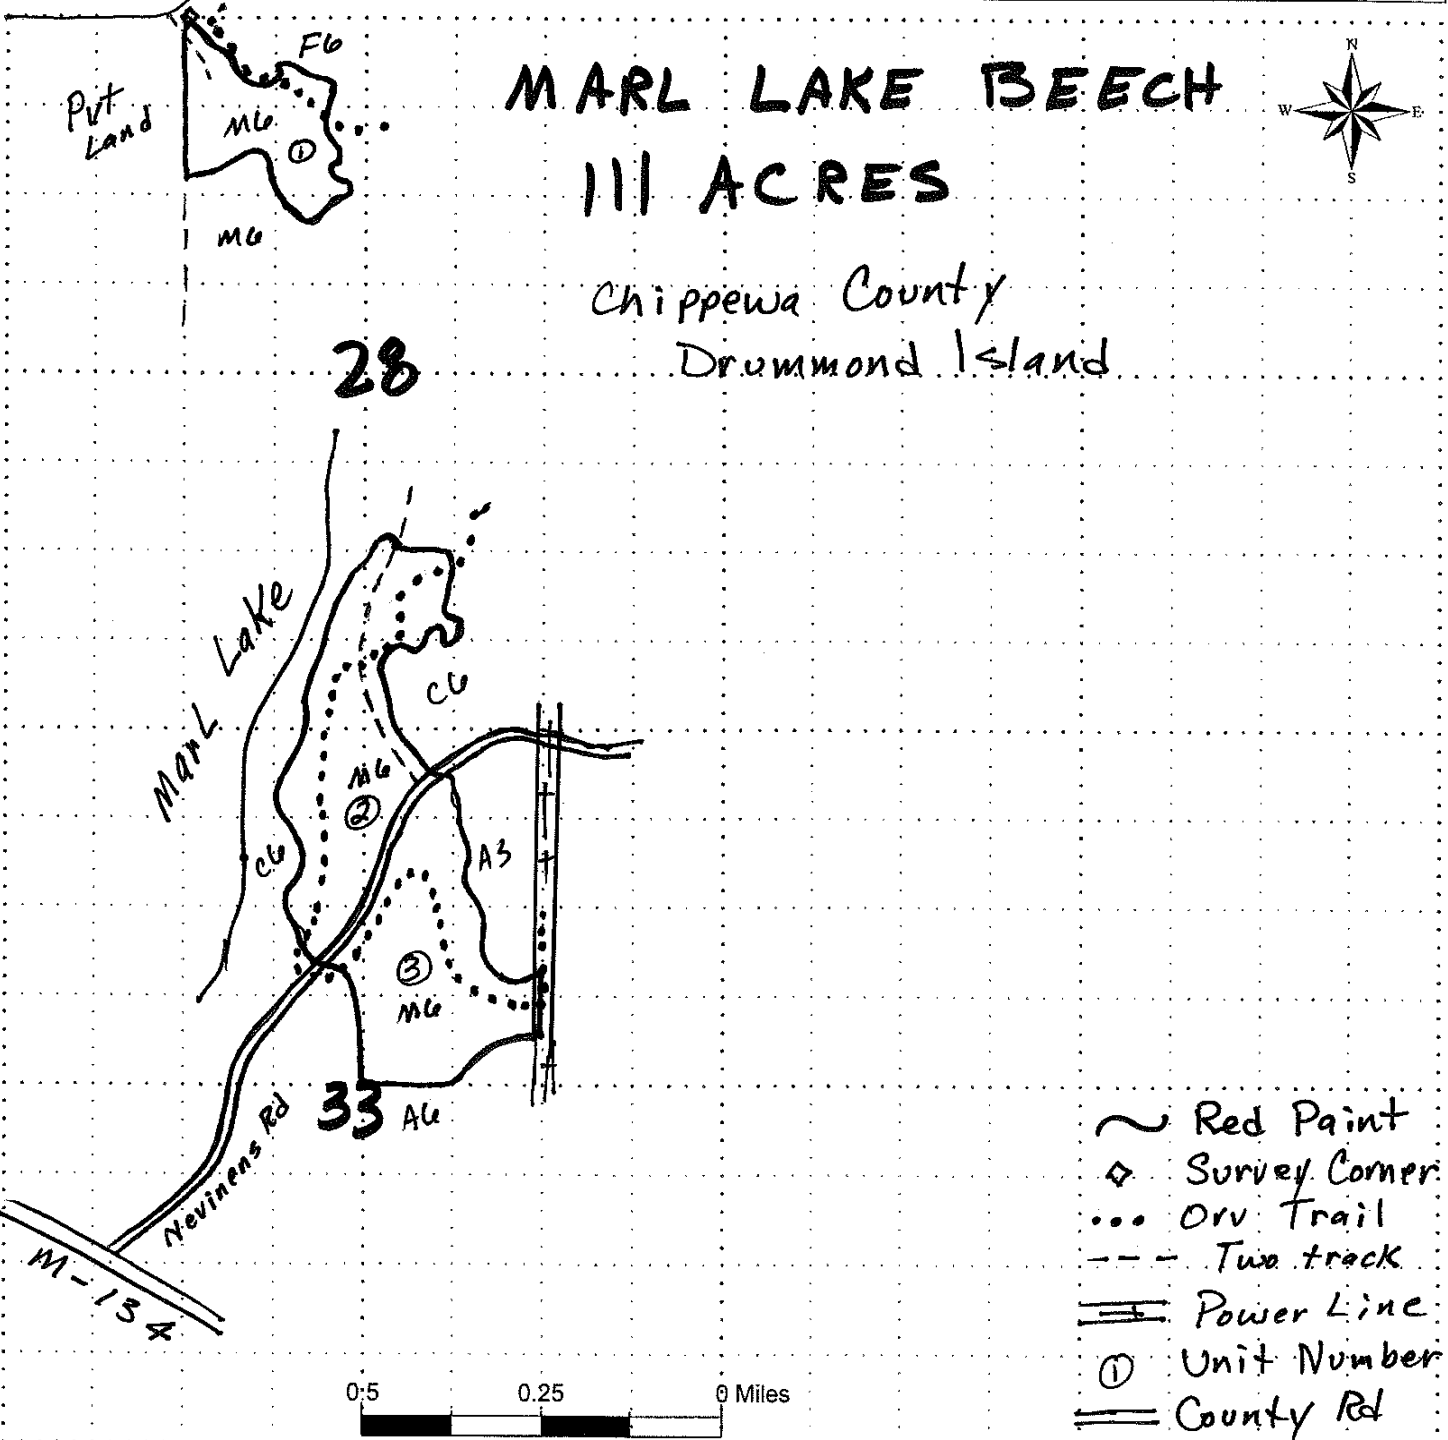 F6
Pvt
Land
M6
①
M6
MARL LAKE BEECH
111 ACRES
Chippewa County
Drummond Island
N
W E
S
28
Marl Lake
C6
M6
②
C6
A3
③
M6
33
A6
Nevinens Rd
M-134
Red Paint
Survey Corner
Orv Trail
Two track
Power Line
① Unit Number
County Rd
0.5 0.25 0 Miles